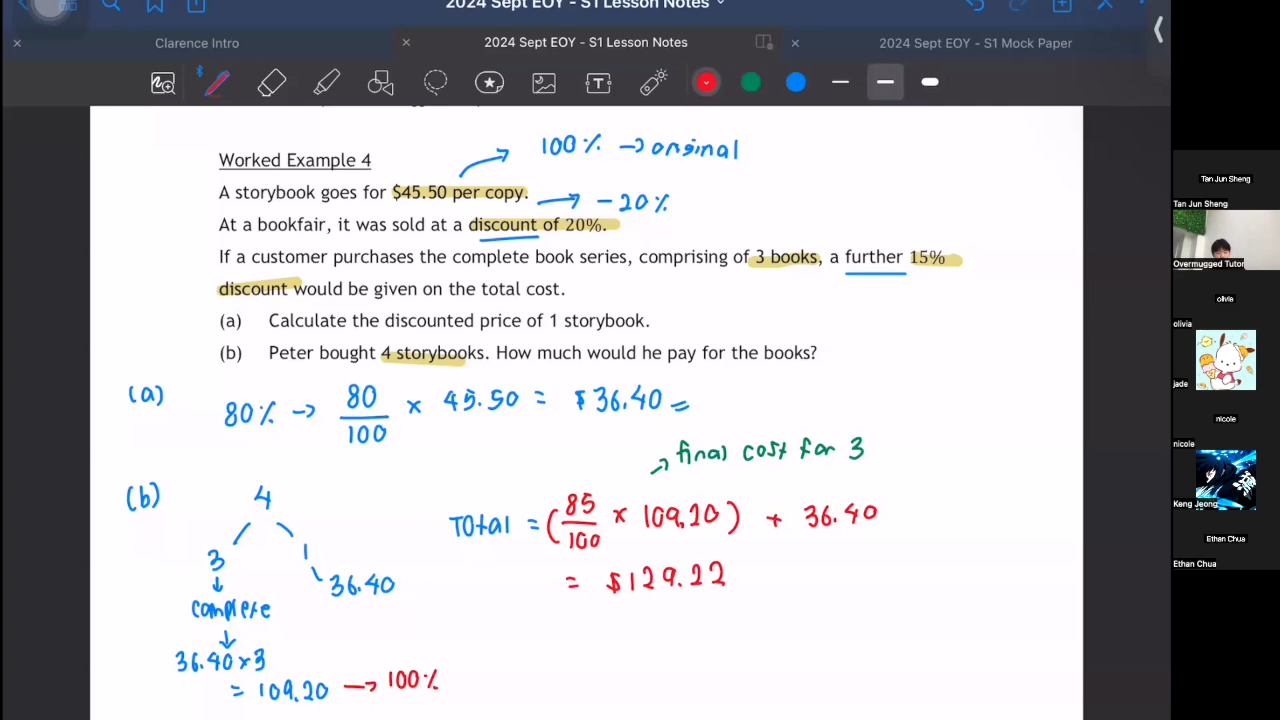 2024 Sept EOY - S1 Lesson Notes
Clarence Intro
2024 Sept EOY - S1 Lesson Notes
2024 Sept EOY - S1 Mock Paper
100% → original
Worked Example 4
A storybook goes for $45.50 per copy.
→ - 20%
At a bookfair, it was sold at a discount of 20%.
If a customer purchases the complete book series, comprising of 3 books, a further 15%
discount would be given on the total cost.
(a) Calculate the discounted price of 1 storybook.
(b) Peter bought 4 storybooks. How much would he pay for the books?
(a) 80% → 80/100 × 45.50 = $36.40 =
→ final cost for 3
(b) 4
Total = (85/100 × 109.20) + 36.40
3 1
36.40
= $129.22
complete
36.40 × 3
= 109.20 → 100%
Tan Jun Sheng
Tan Jun Sheng
Overmugged Tutor
olivia
olivia
jade
nicole
nicole
Keng Jeong
Ethan Chua
Ethan Chua